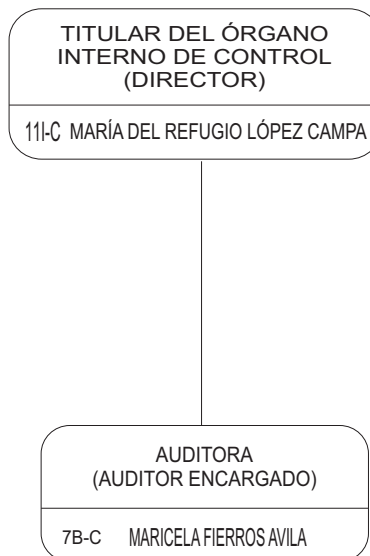 TITULAR DEL ÓRGANO
INTERNO DE CONTROL
(DIRECTOR)
11I-C MARÍA DEL REFUGIO LÓPEZ CAMPA
AUDITORA
(AUDITOR ENCARGADO)
7B-C MARICELA FIERROS AVILA